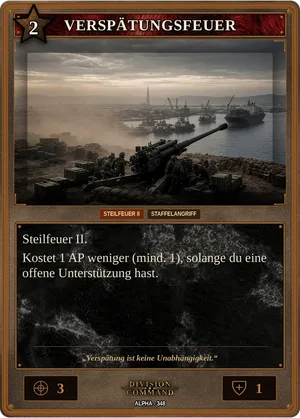 2
VERSPÄTUNGSFEUER
STEILFEUER II
STAFFELANGRIFF
Steilfeuer II.
Kostet 1 AP weniger (mind. 1), solange du eine
offene Unterstützung hast.
„Verspätung ist keine Unabhängigkeit.“
3
DIVISION
COMMAND
ALPHA - 348
1